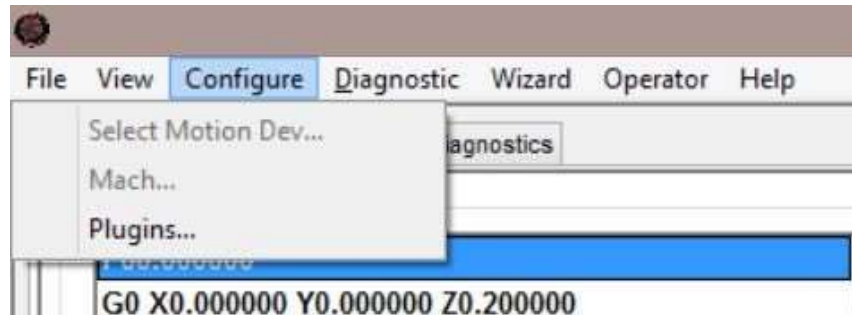 File View Configure Diagnostic Wizard Operator Help
Select Motion Dev...
agnostics
Mach...
Plugins...
G0 X0.000000 Y0.000000 Z0.200000